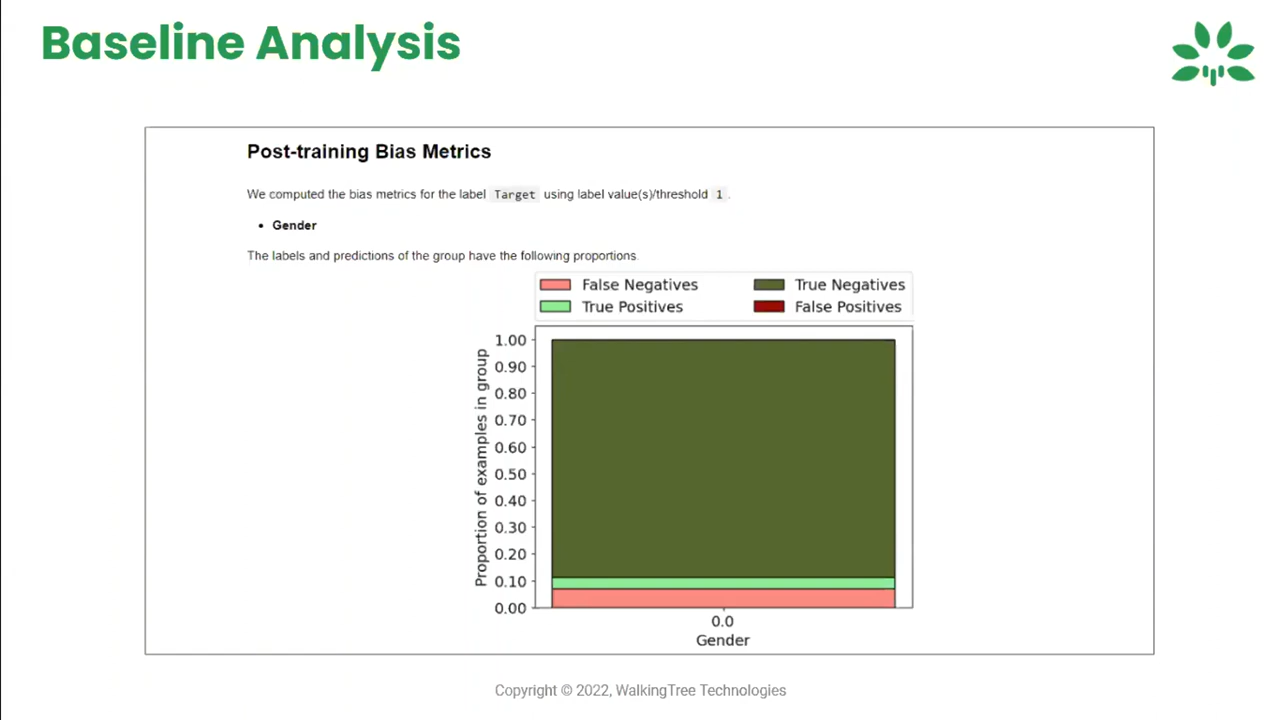 Baseline Analysis
Post-training Bias Metrics
We computed the bias metrics for the label Target using label value(s)/threshold 1 .
• Gender
The labels and predictions of the group have the following proportions.
False Negatives True Negatives
True Positives False Positives
Proportion of examples in group
1.00
0.90
0.80
0.70
0.60
0.50
0.40
0.30
0.20
0.10
0.00
0.0
Gender
Copyright © 2022, WalkingTree Technologies